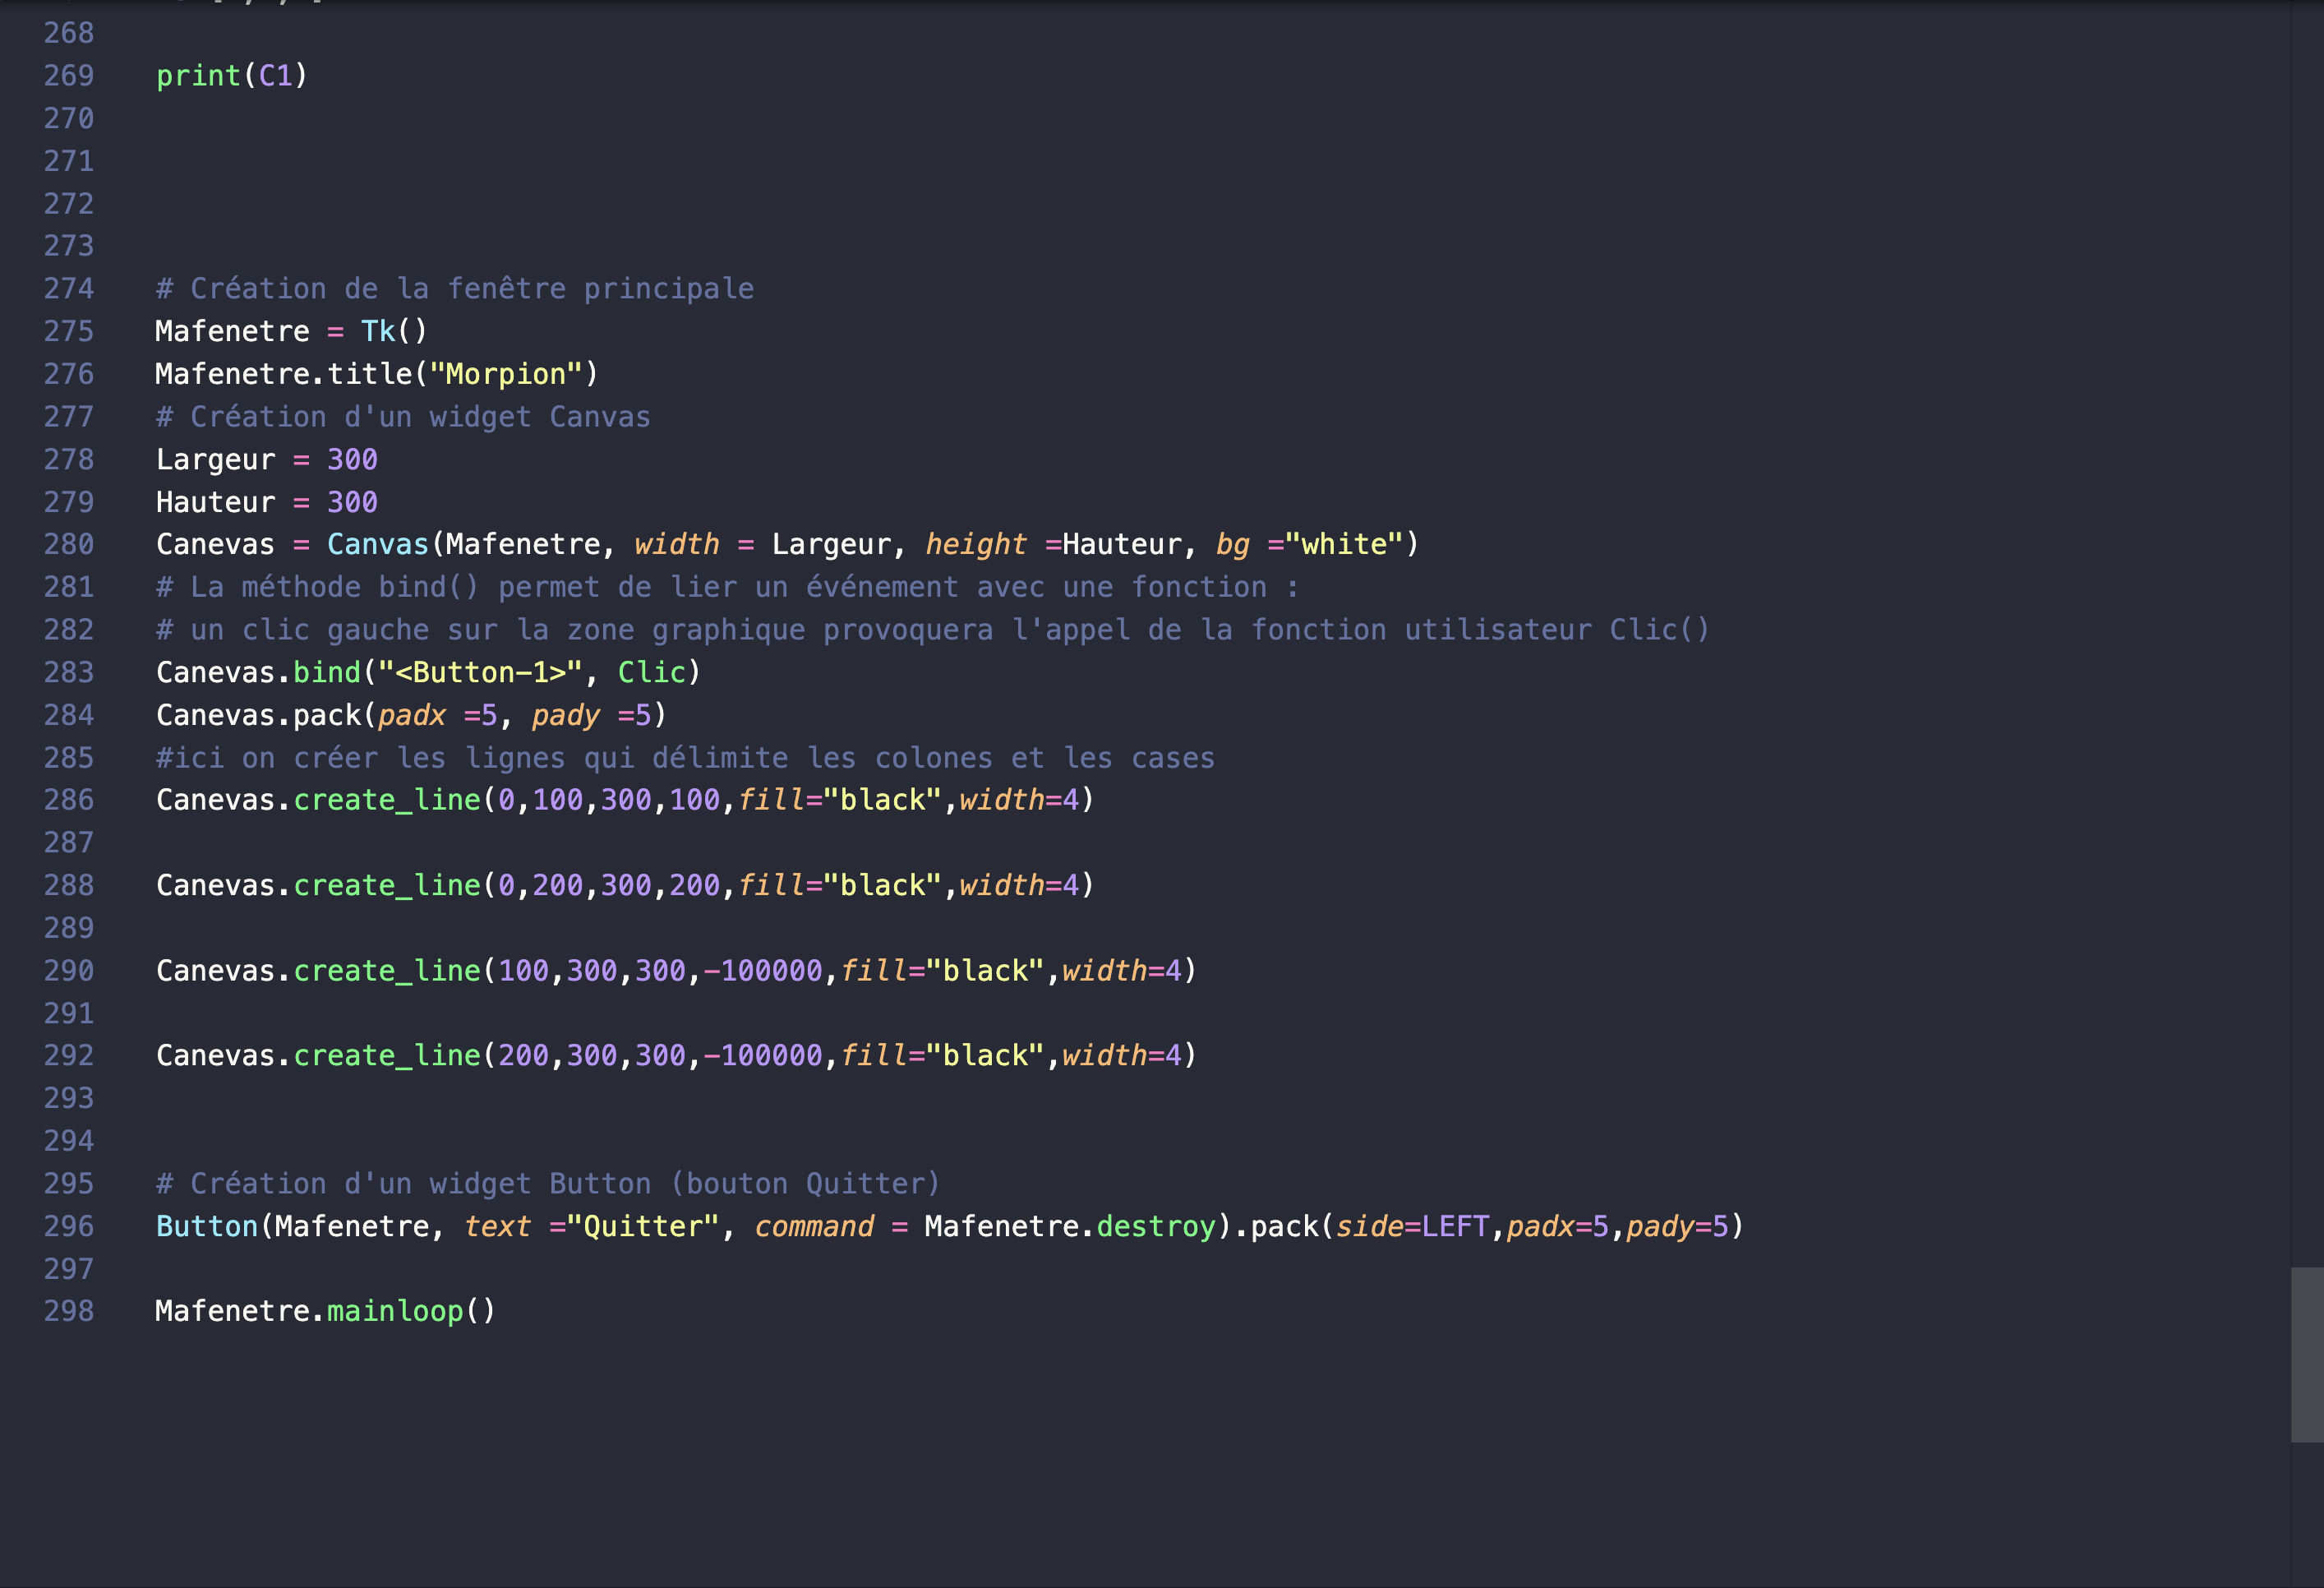 268
269 print(C1)
270
271
272
273
274 # Création de la fenêtre principale
275 Mafenetre = Tk()
276 Mafenetre.title("Morpion")
277 # Création d'un widget Canvas
278 Largeur = 300
279 Hauteur = 300
280 Canevas = Canvas(Mafenetre, width = Largeur, height =Hauteur, bg ="white")
281 # La méthode bind() permet de lier un événement avec une fonction :
282 # un clic gauche sur la zone graphique provoquera l'appel de la fonction utilisateur Clic()
283 Canevas.bind("<Button-1>", Clic)
284 Canevas.pack(padx =5, pady =5)
285 #ici on créer les lignes qui délimite les colones et les cases
286 Canevas.create_line(0,100,300,100,fill="black",width=4)
287
288 Canevas.create_line(0,200,300,200,fill="black",width=4)
289
290 Canevas.create_line(100,300,300,-100000,fill="black",width=4)
291
292 Canevas.create_line(200,300,300,-100000,fill="black",width=4)
293
294
295 # Création d'un widget Button (bouton Quitter)
296 Button(Mafenetre, text ="Quitter", command = Mafenetre.destroy).pack(side=LEFT,padx=5,pady=5)
297
298 Mafenetre.mainloop()